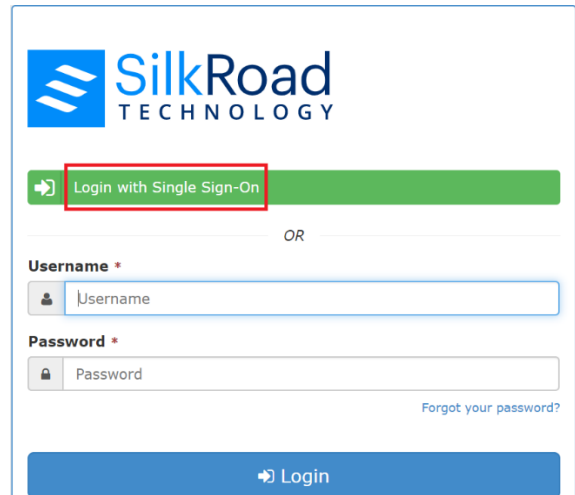 SilkRoad
TECHNOLOGY
Login with Single Sign-On
OR
Username *
Username
Password *
Password
Forgot your password?
Login